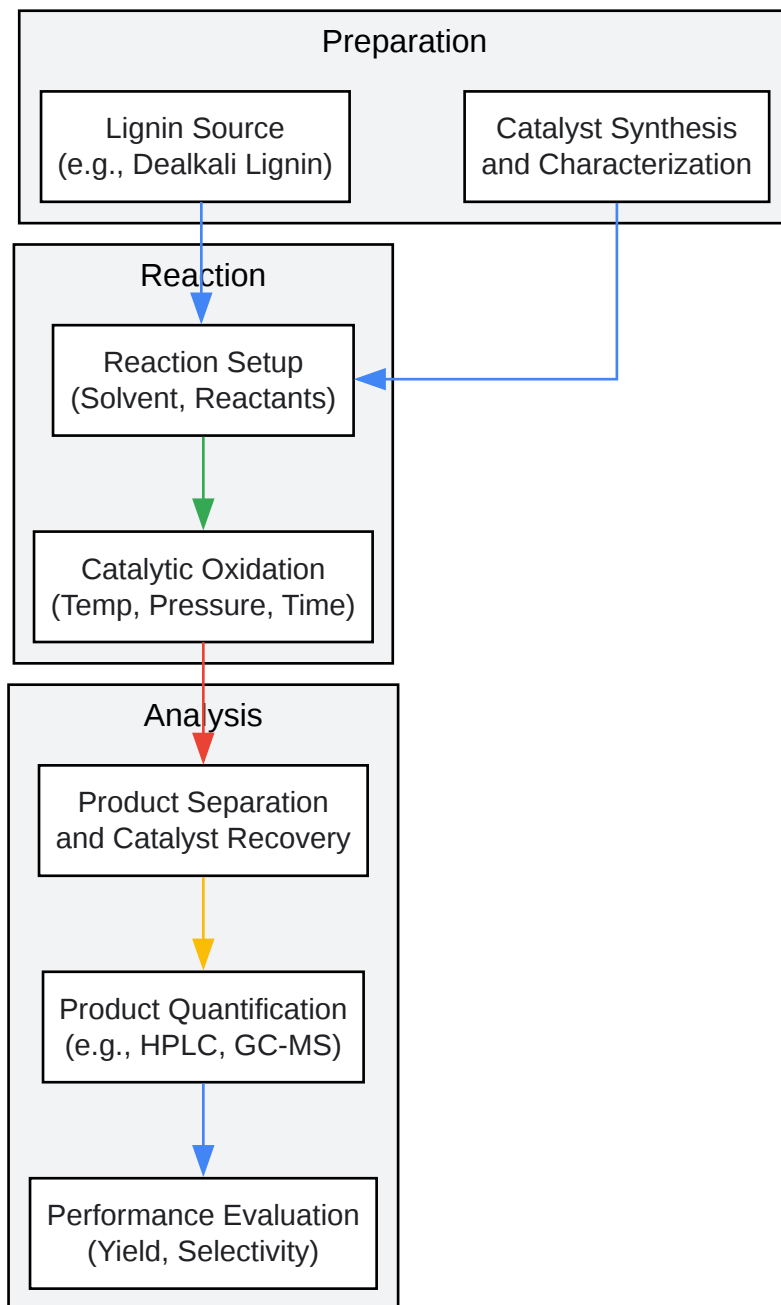 Preparation
Lignin Source
(e.g., Dealkali Lignin)
Catalyst Synthesis
and Characterization
Reaction
Reaction Setup
(Solvent, Reactants)
Catalytic Oxidation
(Temp, Pressure, Time)
Analysis
Product Separation
and Catalyst Recovery
Product Quantification
(e.g., HPLC, GC-MS)
Performance Evaluation
(Yield, Selectivity)